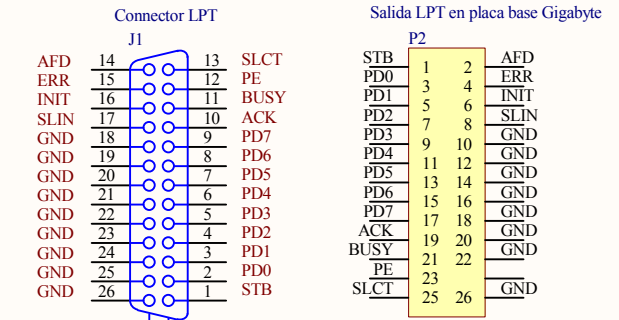 Connector LPT
J1
AFD 14 13 SLCT
ERR 15 12 PE
INIT 16 11 BUSY
SLIN 17 10 ACK
GND 18 9 PD7
GND 19 8 PD6
GND 20 7 PD5
GND 21 6 PD4
GND 22 5 PD3
GND 23 4 PD2
GND 24 3 PD1
GND 25 2 PD0
GND 26 1 STB
Salida LPT en placa base Gigabyte
P2
STB 1 2 AFD
PD0 3 4 ERR
PD1 5 6 INIT
PD2 7 8 SLIN
PD3 9 10 GND
PD4 11 12 GND
PD5 13 14 GND
PD6 15 16 GND
PD7 17 18 GND
ACK 19 20 GND
BUSY 21 22 GND
PE 23
SLCT 25 26 GND